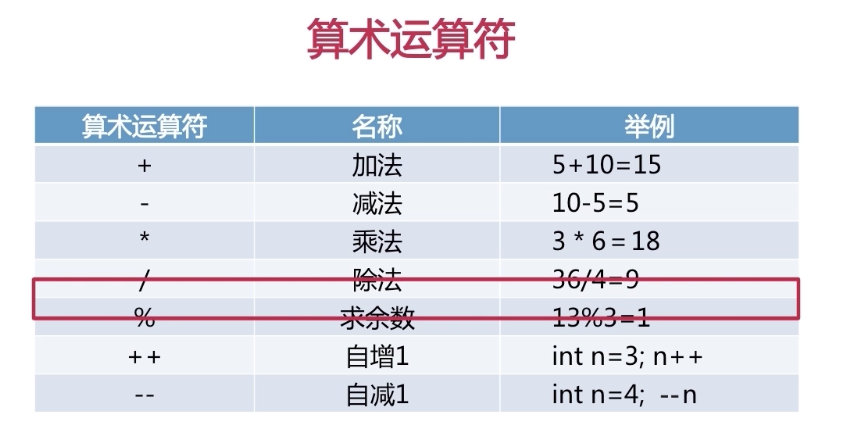 算术运算符
算术运算符 名称 举例
+ 加法 5+10=15
- 减法 10-5=5
* 乘法 3 * 6 = 18
/ 除法 36/4=9
% 求余数 13%3=1
++ 自增1 int n=3; n++
-- 自减1 int n=4; --n